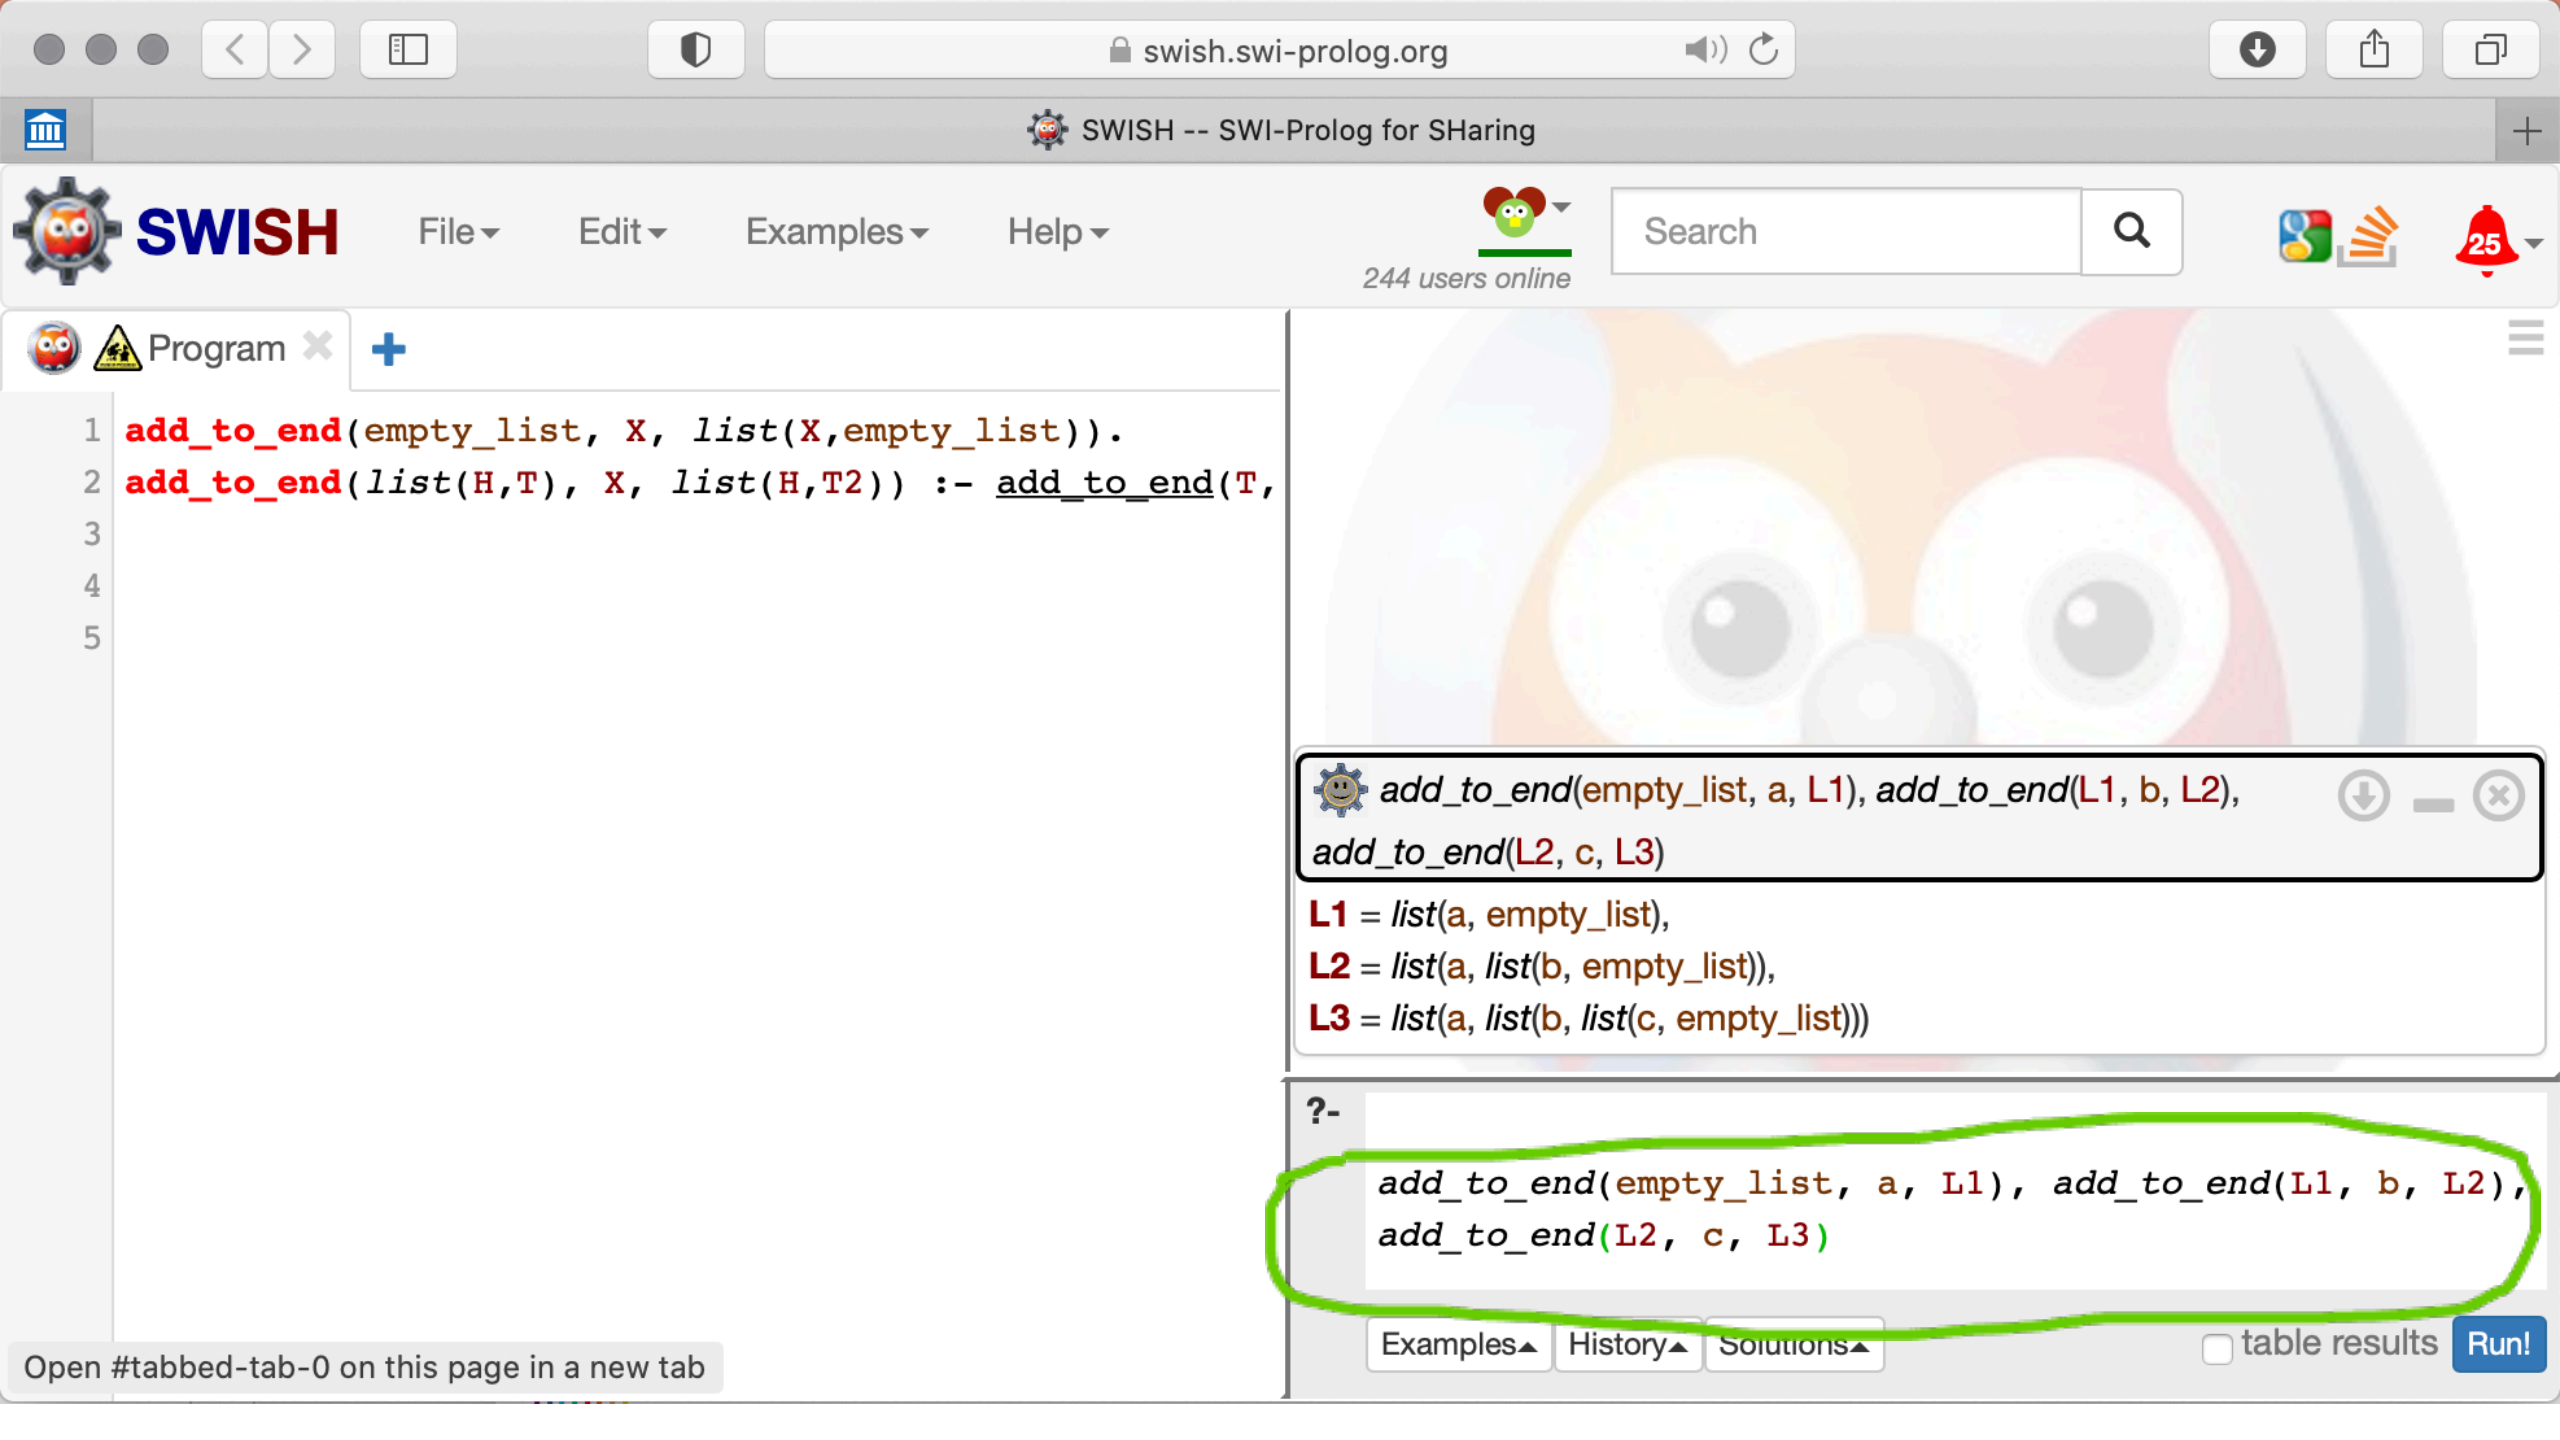 swish.swi-prolog.org
SWISH -- SWI-Prolog for SHaring
SWISH File Edit Examples Help
244 users online
Search
25
Program
1 add_to_end(empty_list, X, list(X,empty_list)).
2 add_to_end(list(H,T), X, list(H,T2)) :- add_to_end(T,
3
4
5
add_to_end(empty_list, a, L1), add_to_end(L1, b, L2),
add_to_end(L2, c, L3)
L1 = list(a, empty_list),
L2 = list(a, list(b, empty_list)),
L3 = list(a, list(b, list(c, empty_list)))
?-
add_to_end(empty_list, a, L1), add_to_end(L1, b, L2),
add_to_end(L2, c, L3)
Examples History Solutions table results Run!
Open #tabbed-tab-0 on this page in a new tab